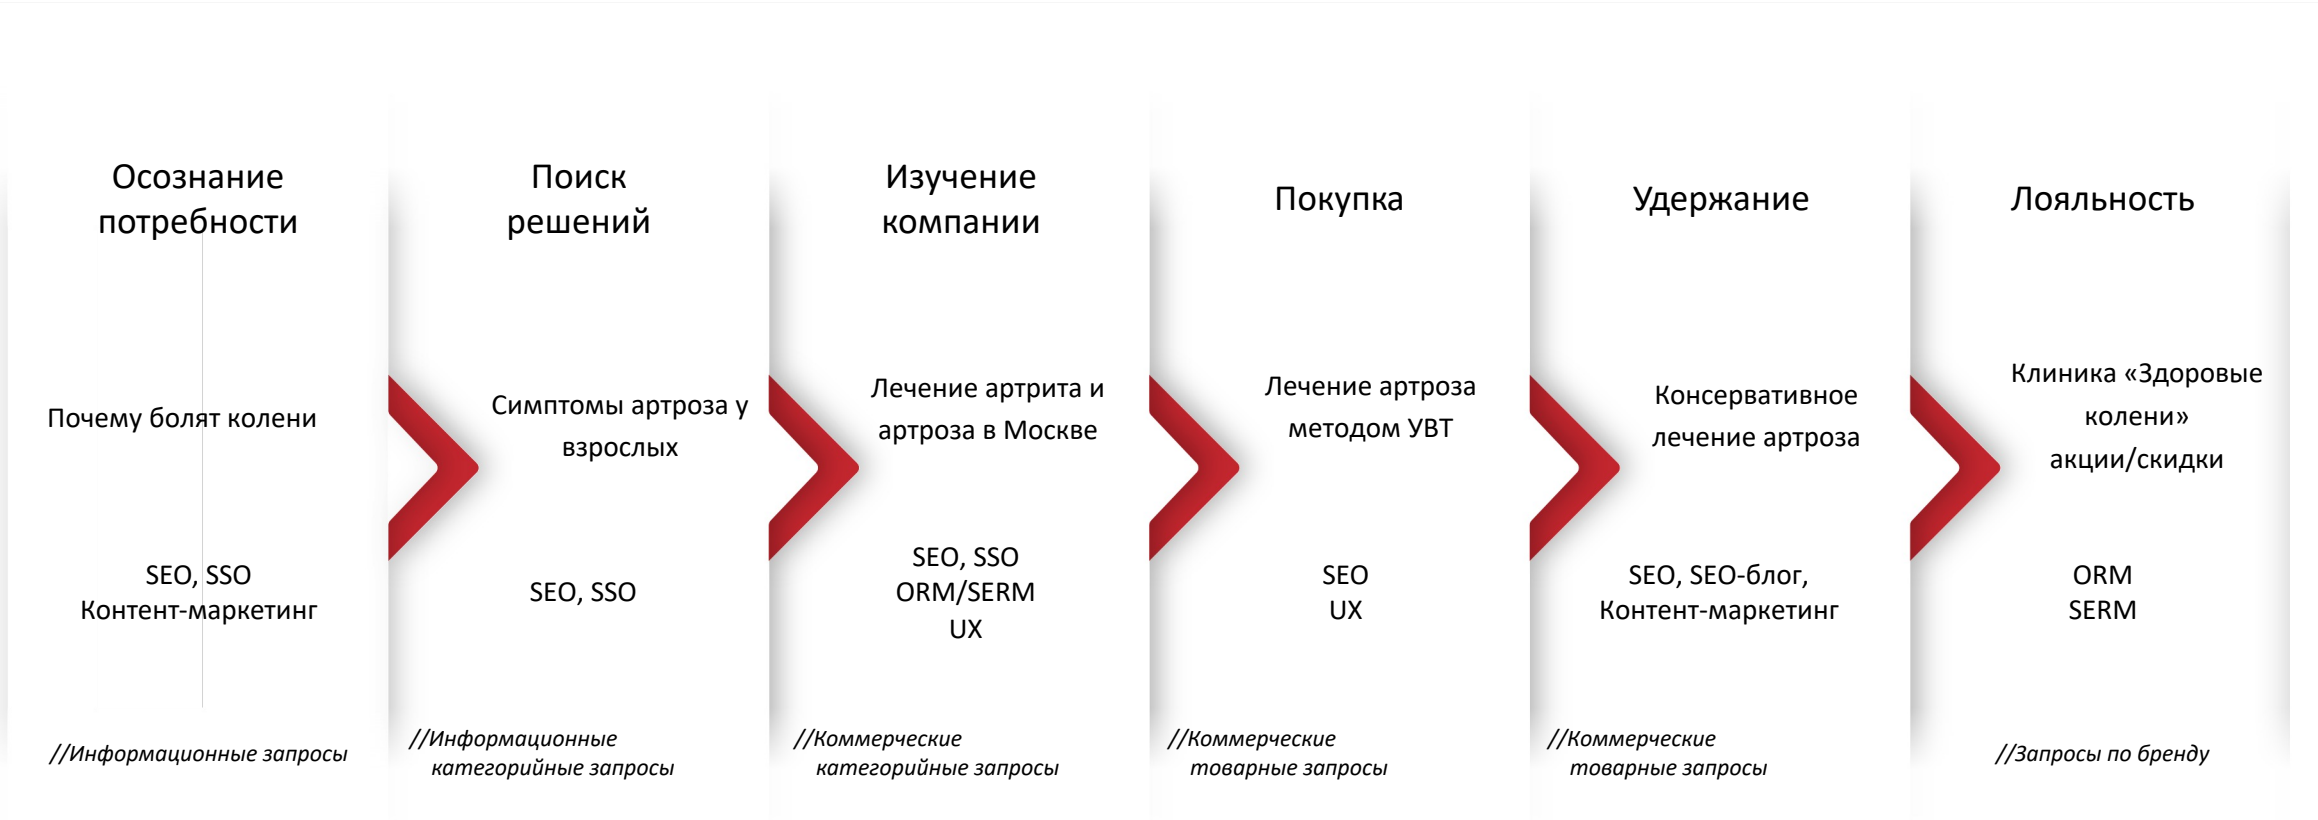 Осознание
потребности
Почему болят колени
SEO, SSO
Контент-маркетинг
//Информационные запросы
Поиск
решений
Симптомы артроза у
взрослых
SEO, SSO
//Информационные
категорийные запросы
Изучение
компании
Лечение артрита и
артроза в Москве
SEO, SSO
ORM/SERM
UX
//Коммерческие
категорийные запросы
Покупка
Лечение артроза
методом УВТ
SEO
UX
//Коммерческие
товарные запросы
Удержание
Консервативное
лечение артроза
SEO, SEO-блог,
Контент-маркетинг
//Коммерческие
товарные запросы
Лояльность
Клиника «Здоровые
колени»
акции/скидки
ORM
SERM
//Запросы по бренду